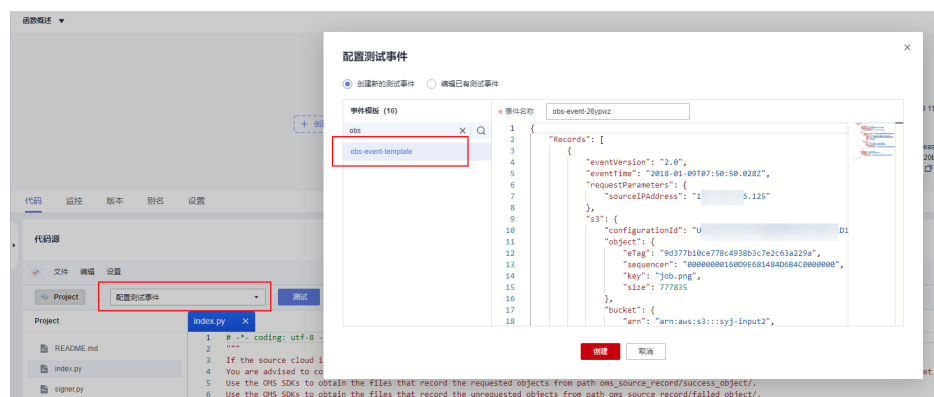 函数概述 ▼
配置测试事件
×
创建新的测试事件 编辑已有测试事件
事件模板 (16)
obs
obs-event-template
* 事件名称 obs-event-26ypwz
1 {
2 "Records": [
3 {
4 "eventVersion": "2.0",
5 "eventTime": "2018-01-09T07:50:50.028Z",
6 "requestParameters": {
7 "sourceIPAddress": "1 5.125"
8 },
9 "s3": {
10 "configurationId": "U D1
11 "object": {
12 "eTag": "9d377b10ce778c4938b3c7e2c63a229a",
13 "sequencer": "00000000160D9E681484D6B4C0000000",
14 "key": "job.png",
15 "size": 777835
16 },
17 "bucket": {
18 "arn": "arn:aws:s3:::syj-input2",
创建 取消
代码 监控 版本 别名 设置
代码源
文件 编辑 设置
Project 配置测试事件 测试
Project
README.md
index.py
signer.py
index.py ×
1 # -*- coding: utf-8 -
2 """
3 If the source cloud i
4 You are advised to co
5 Use the OMS SDKs to obtain the files that record the requested objects from path oms_source_record/success_object/.
6 Use the OMS SDKs to obtain the files that record the unrequested objects from path oms_source_record/failed_object/.